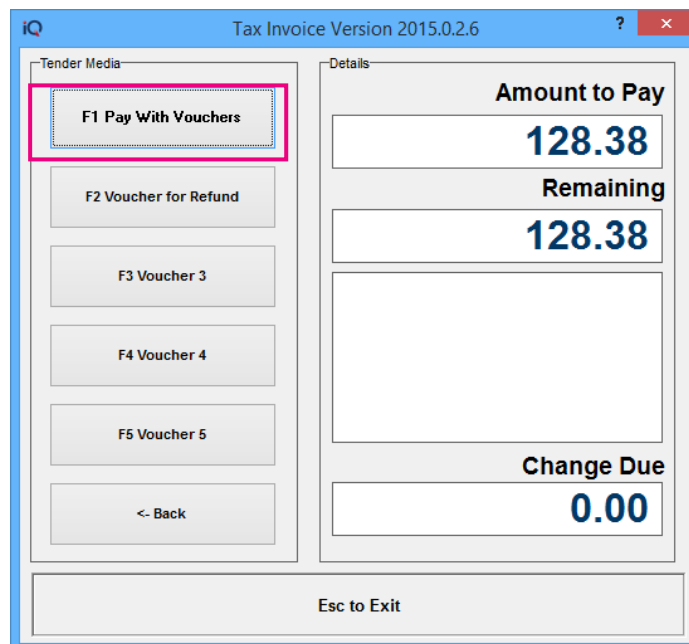 iQ
Tax Invoice Version 2015.0.2.6
?
×
Tender Media
F1 Pay With Vouchers
F2 Voucher for Refund
F3 Voucher 3
F4 Voucher 4
F5 Voucher 5
<- Back
Details
Amount to Pay
128.38
Remaining
128.38
Change Due
0.00
Esc to Exit